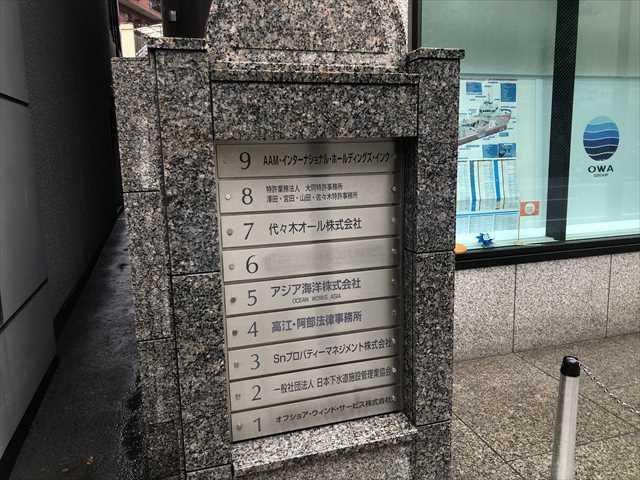 9 AAM・インターナショナル・ホールディングス・インク
8 特許業務法人 大同特許事務所
澤田・宮田・山田・佐々木特許事務所
7 代々木オール株式会社
6
5 アジア海洋株式会社
OCEAN WORKS ASIA
4 高江・阿部法律事務所
3 Snプロパティーマネジメント株式会社
2 一般社団法人 日本下水道施設管理業協会
1 オフショア・ウィンド・サービス株式会社
OWA
GROUP